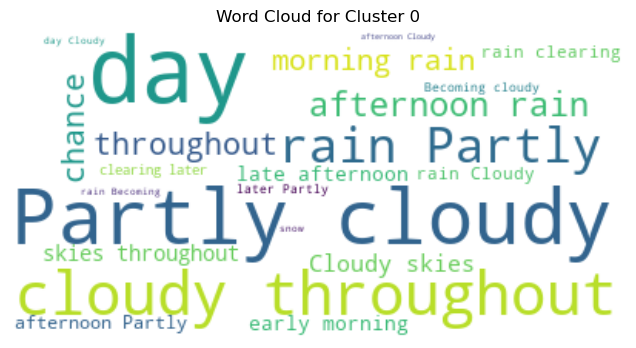 Word Cloud for Cluster 0
day Cloudy
afternoon Cloudy
day
morning rain
rain clearing
chance
Becoming cloudy
afternoon rain
throughout
rain Partly
clearing later
late afternoon
rain Cloudy
rain Becoming
later Partly
Partly cloudy
snow
skies throughout
Cloudy skies
cloudy throughout
afternoon Partly
early morning